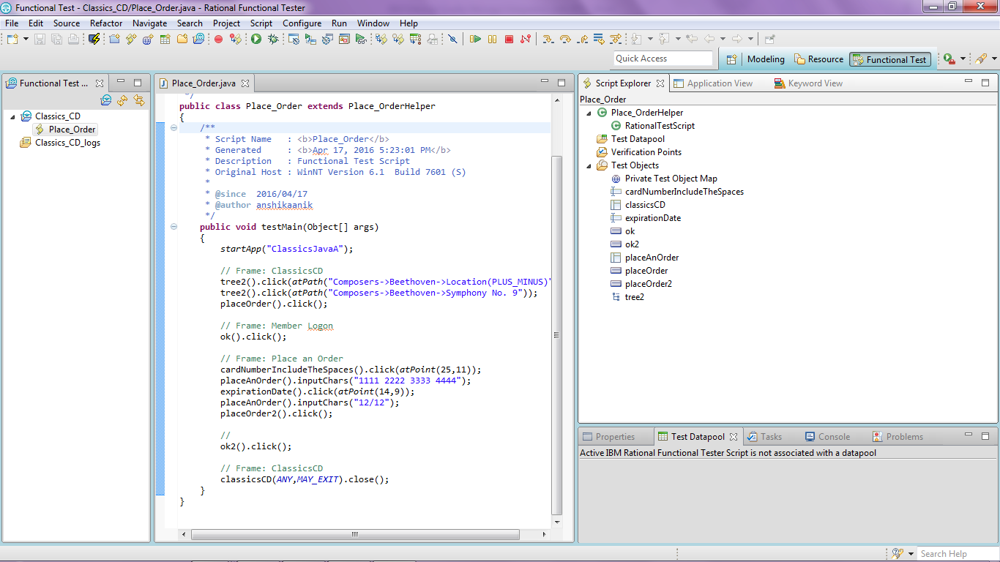 Functional Test - Classics_CD/Place_Order.java - Rational Functional Tester
File Edit Source Refactor Navigate Search Project Script Configure Run Window Help
Quick Access
Modeling
Resource
Functional Test
Functional Test ...
Classics_CD
Place_Order
Classics_CD_logs
Place_Order.java
*/
public class Place_Order extends Place_OrderHelper
{
/**
* Script Name   : <b>Place_Order</b>
* Generated     : <b>Apr 17, 2016 5:23:01 PM</b>
* Description   : Functional Test Script
* Original Host : WinNT Version 6.1  Build 7601 (S)
*
* @since  2016/04/17
* @author anshikaanik
*/
public void testMain(Object[] args)
{
startApp("ClassicsJavaA");
// Frame: ClassicsCD
tree2().click(atPath("Composers->Beethoven->Location(PLUS_MINUS)"
tree2().click(atPath("Composers->Beethoven->Symphony No. 9"));
placeOrder().click();
// Frame: Member Logon
ok().click();
// Frame: Place an Order
cardNumberIncludeTheSpaces().click(atPoint(25,11));
placeAnOrder().inputChars("1111 2222 3333 4444");
expirationDate().click(atPoint(14,9));
placeAnOrder().inputChars("12/12");
placeOrder2().click();
//
ok2().click();
// Frame: ClassicsCD
classicsCD(ANY,MAY_EXIT).close();
}
}
Script Explorer
Application View
Keyword View
Place_Order
Place_OrderHelper
RationalTestScript
Test Datapool
Verification Points
Test Objects
Private Test Object Map
cardNumberIncludeTheSpaces
classicsCD
expirationDate
ok
ok2
placeAnOrder
placeOrder
placeOrder2
tree2
Properties
Test Datapool
Tasks
Console
Problems
Active IBM Rational Functional Tester Script is not associated with a datapool
Search Help